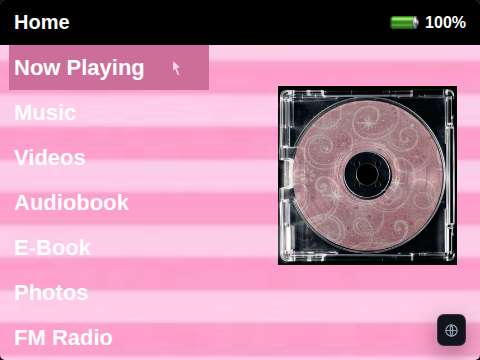 Home
100%
Now Playing
Music
Videos
Audiobook
E-Book
Photos
FM Radio